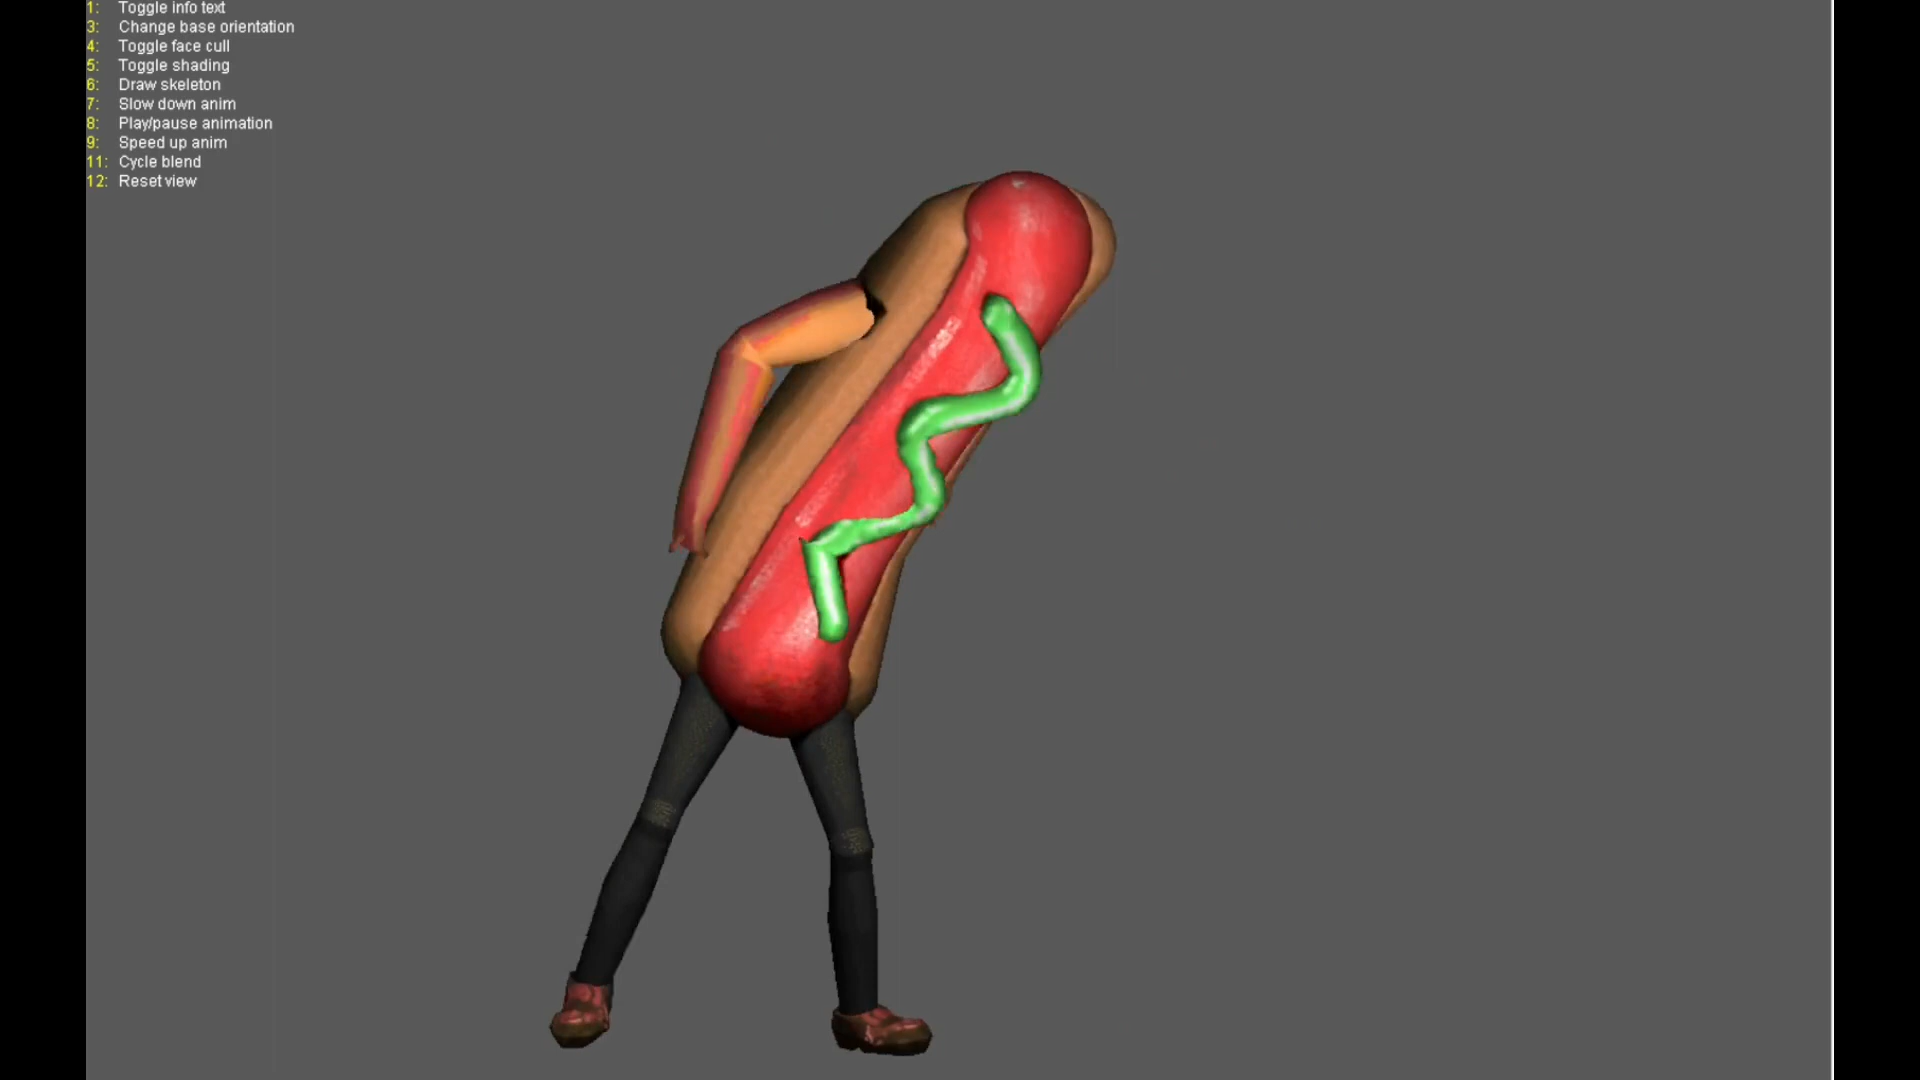 1: Toggle info text
3: Change base orientation
4: Toggle face cull
5: Toggle shading
6: Draw skeleton
7: Slow down anim
8: Play/pause animation
9: Speed up anim
11: Cycle blend
12: Reset view